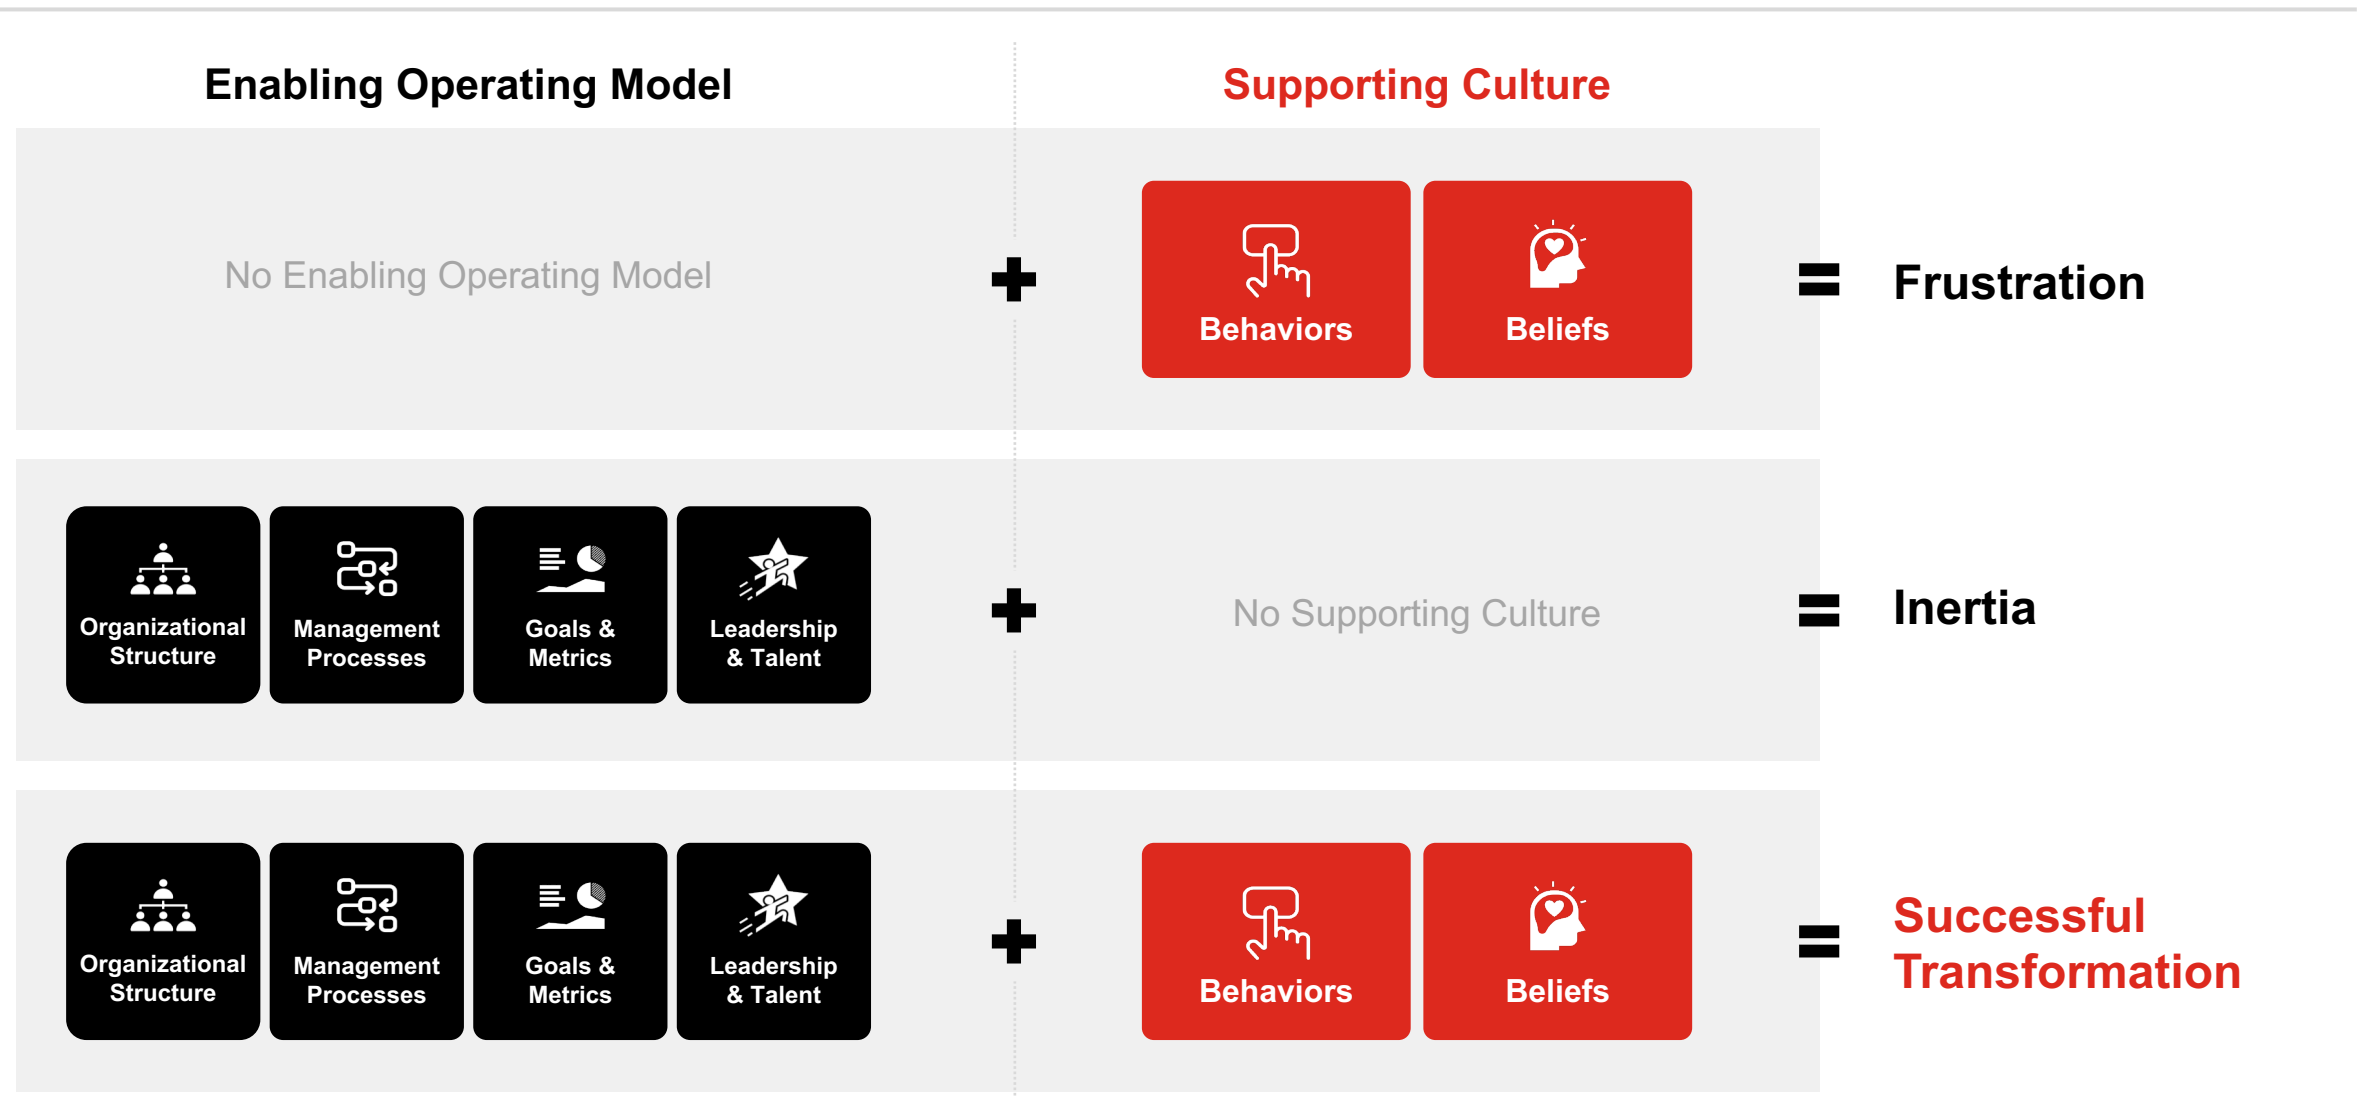 Enabling Operating Model
Supporting Culture
No Enabling Operating Model
+
Behaviors
Beliefs
=
Frustration
Organizational
Structure
Management
Processes
Goals &
Metrics
Leadership
& Talent
+
No Supporting Culture
=
Inertia
Organizational
Structure
Management
Processes
Goals &
Metrics
Leadership
& Talent
+
Behaviors
Beliefs
=
Successful
Transformation